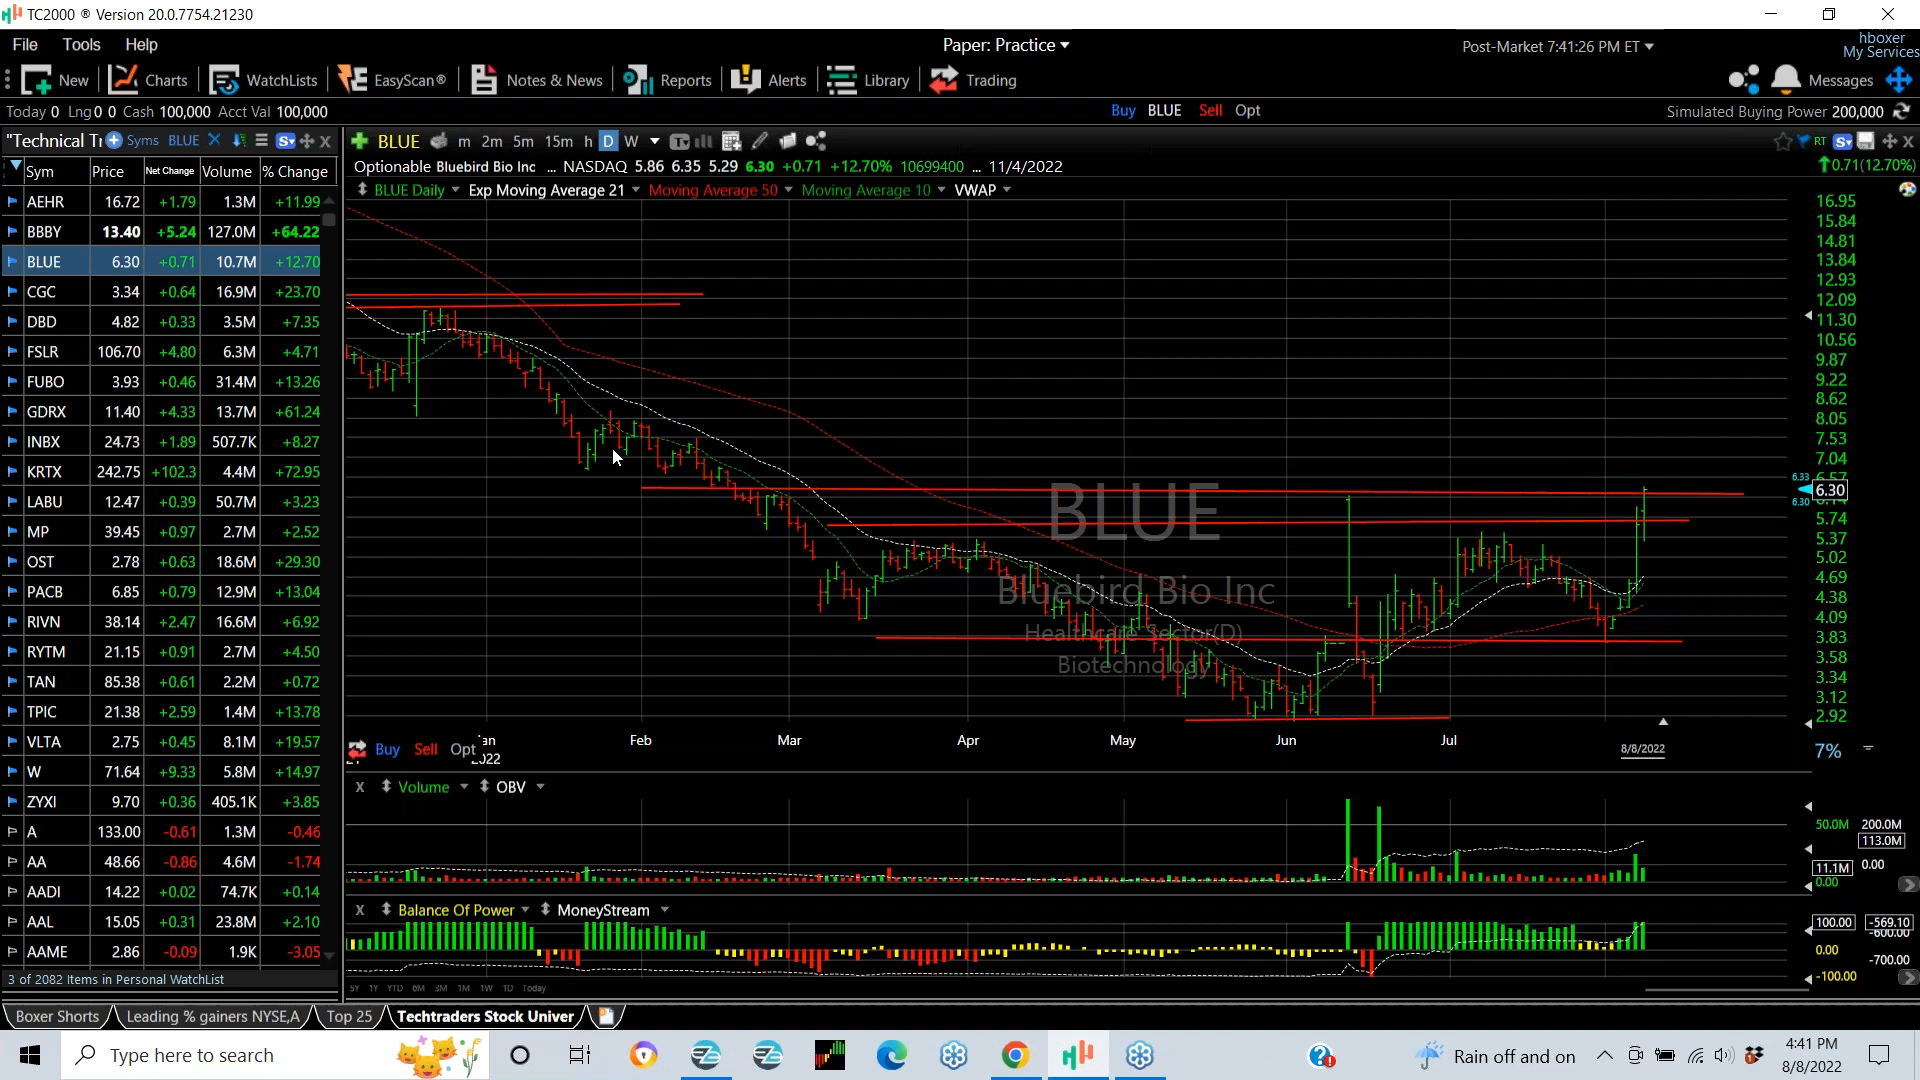 TC2000 ® Version 20.0.7754.21230
File Tools Help Paper: Practice Post-Market 7:41:26 PM ET hboxer
My Services
New Charts WatchLists EasyScan® Notes & News Reports Alerts Library Trading Messages
Today 0 Lng 0 0 Cash 100,000 Acct Val 100,000 Buy BLUE Sell Opt Simulated Buying Power 200,000
"Technical Tr Syms BLUE S
BLUE m 2m 5m 15m h D W RT S
Sym Price Net Change Volume % Change
Optionable Bluebird Bio Inc ... NASDAQ 5.86 6.35 5.29 6.30 +0.71 +12.70% 10699400 ... 11/4/2022 0.71(12.70%)
BLUE Daily Exp Moving Average 21 Moving Average 50 Moving Average 10 VWAP
AEHR 16.72 +1.79 1.3M +11.99
BBBY 13.40 +5.24 127.0M +64.22
BLUE 6.30 +0.71 10.7M +12.70
CGC 3.34 +0.64 16.9M +23.70
DBD 4.82 +0.33 3.5M +7.35
FSLR 106.70 +4.80 6.3M +4.71
FUBO 3.93 +0.46 31.4M +13.26
GDRX 11.40 +4.33 13.7M +61.24
INBX 24.73 +1.89 507.7K +8.27
KRTX 242.75 +102.3 4.4M +72.95
LABU 12.47 +0.39 50.7M +3.23
MP 39.45 +0.97 2.7M +2.52
OST 2.78 +0.63 18.6M +29.30
PACB 6.85 +0.79 12.9M +13.04
RIVN 38.14 +2.47 16.6M +6.92
RYTM 21.15 +0.91 2.7M +4.50
TAN 85.38 +0.61 2.2M +0.72
TPIC 21.38 +2.59 1.4M +13.78
VLTA 2.75 +0.45 8.1M +19.57
W 71.64 +9.33 5.8M +14.97
ZYXI 9.70 +0.36 405.1K +3.85
A 133.00 -0.61 1.3M -0.46
AA 48.66 -0.86 4.6M -1.74
AADI 14.22 +0.02 74.7K +0.14
AAL 15.05 +0.31 23.8M +2.10
AAME 2.86 -0.09 1.9K -3.05
3 of 2082 Items in Personal WatchList
BLUE
Bluebird Bio Inc
Healthcare Sector(D)
Biotechnology
16.95
15.84
14.81
13.84
12.93
12.09
11.30
10.56
9.87
9.22
8.62
8.05
7.53
7.04
6.33
6.30
6.30
5.74
5.37
5.02
4.69
4.38
4.09
3.83
3.58
3.34
3.12
2.92
Buy Sell Opt
2022 Feb Mar Apr May Jun Jul 8/8/2022 7%
X Volume OBV
50.0M 200.0M
113.0M
11.1M 0.00
0.00
X Balance Of Power MoneyStream
100.00 -569.10
-600.00
0.00
-700.00
-100.00
5Y 1Y YTD 6M 3M 1M 1W 1D Today
Boxer Shorts Leading % gainers NYSE,A Top 25 Techtraders Stock Univer
Type here to search Rain off and on 4:41 PM
8/8/2022